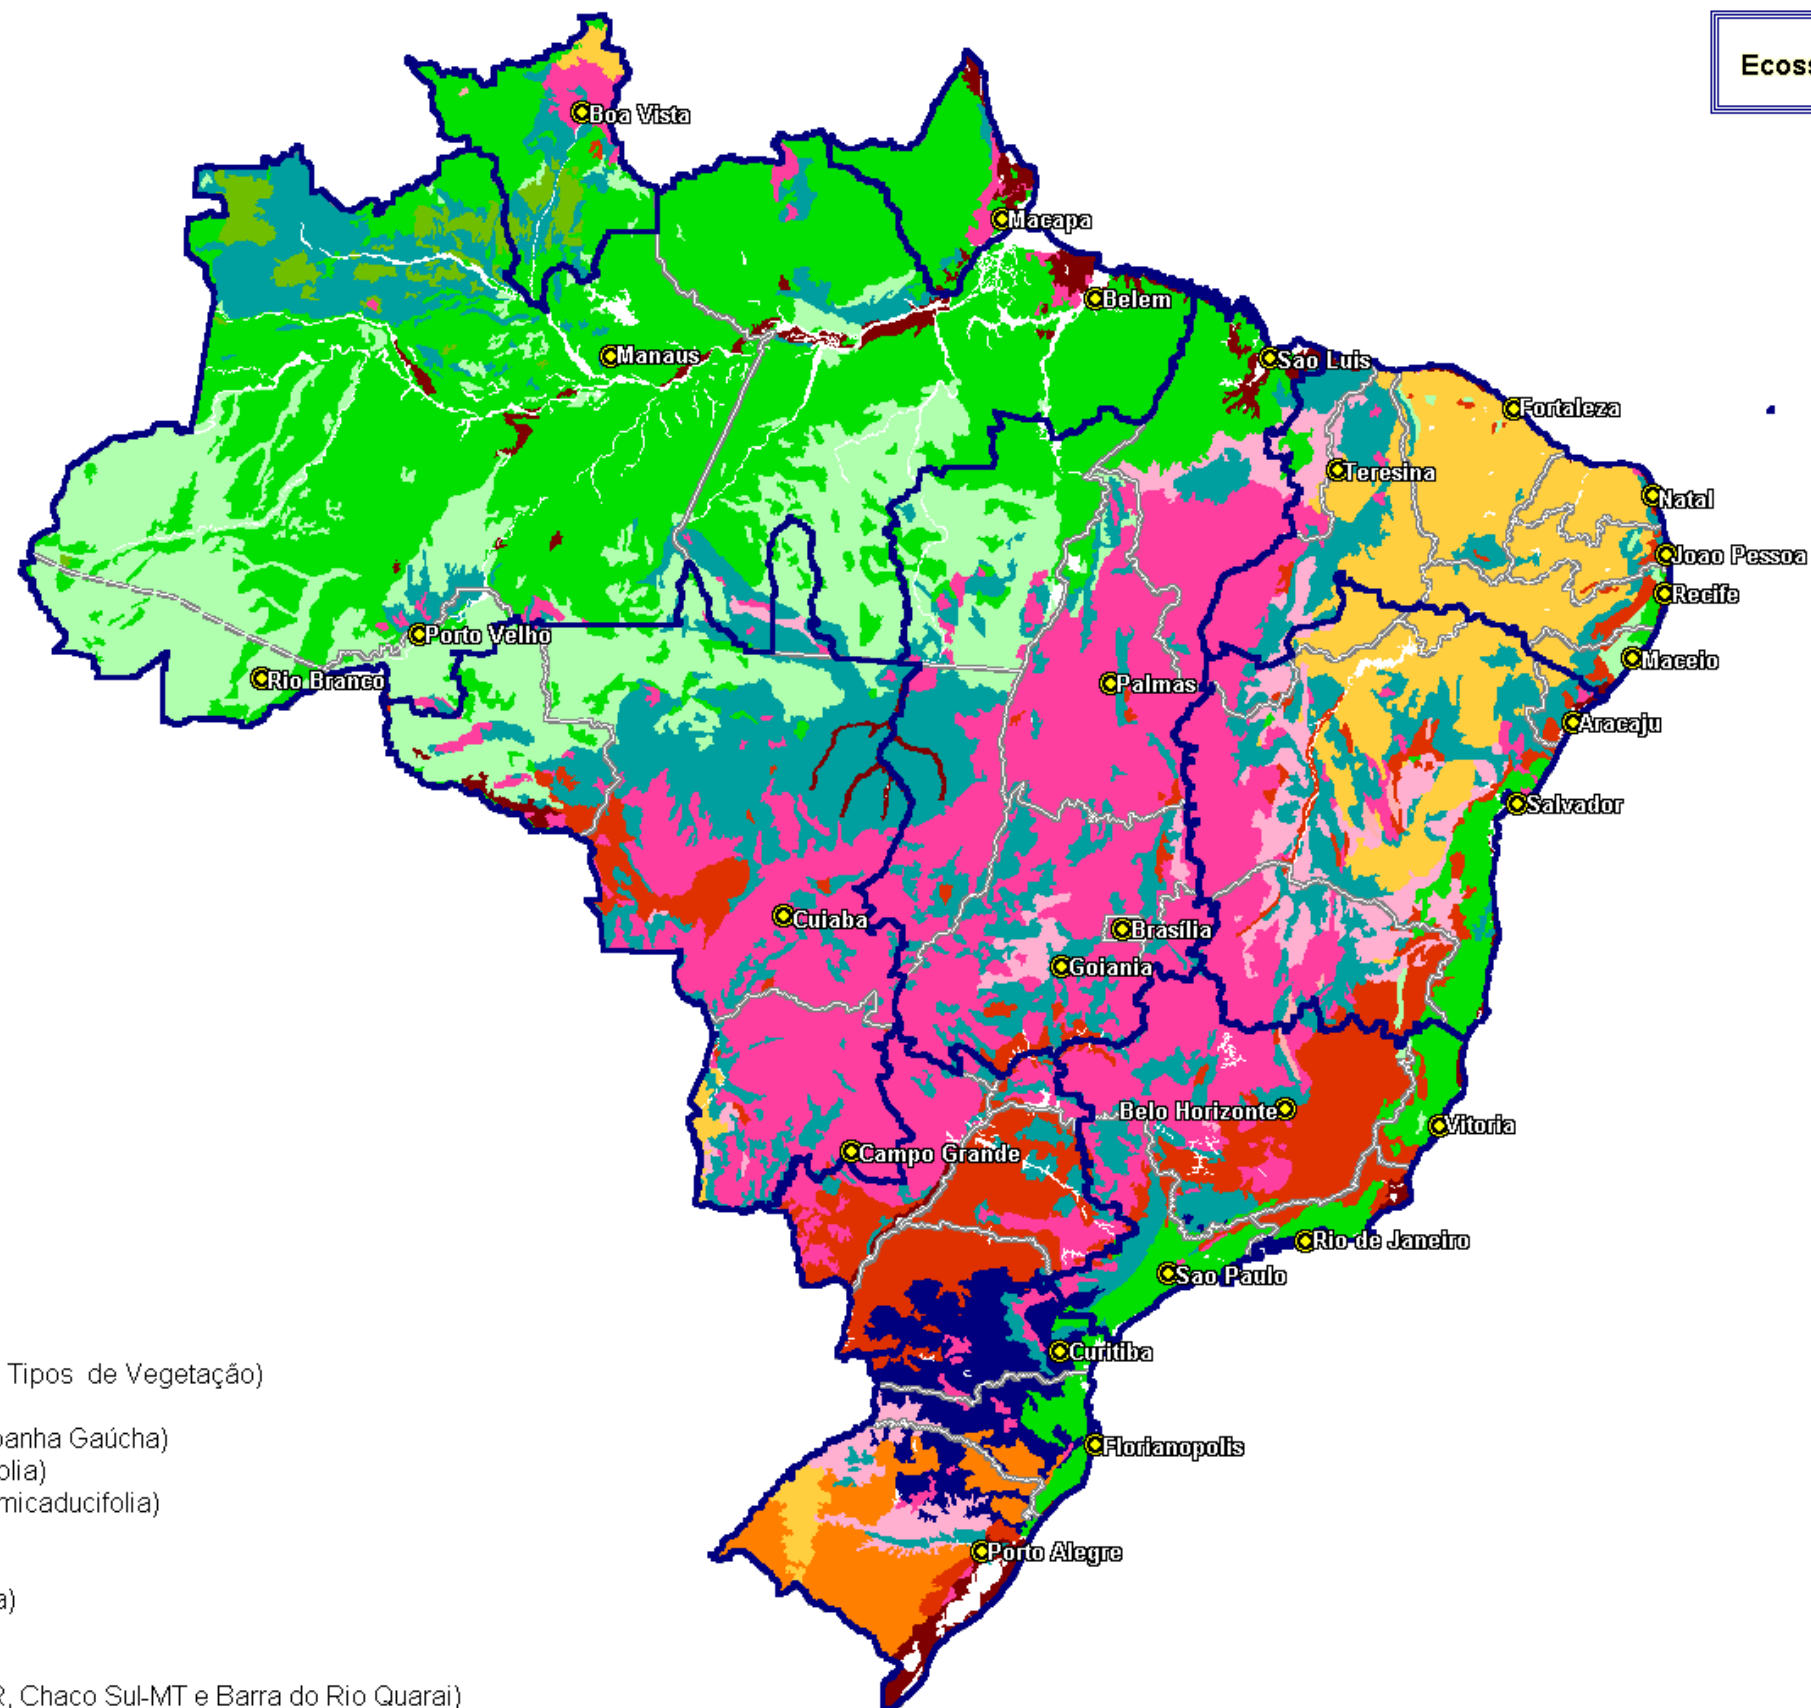 Ecoss
Boa Vista
Macapa
Belem
Manaus
Sao Luis
Fortaleza
Teresina
Natal
Joao Pessoa
Recife
Porto Velho
Maceio
Rio Branco
Palmas
Aracaju
Salvador
Cuiaba
Brasília
Goiania
Belo Horizonte
Vitoria
Campo Grande
Rio de Janeiro
Sao Paulo
Curitiba
Tipos de Vegetação)
panha Gaúcha)
Florianopolis
olia)
micaducifolia)
Porto Alegre
a)
R, Chaco Sul-MT e Barra do Rio Quarai)